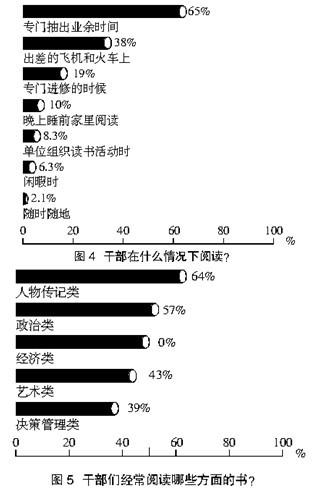 65%
专门抽出业余时间
38%
出差的飞机和火车上
19%
专门进修的时候
10%
晚上睡前家里阅读
8.3%
单位组织读书活动时
6.3%
闲暇时
2.1%
随时随地
0 20 40 60 80 100 %
图 4 干部在什么情况下阅读?
64%
人物传记类
57%
政治类
0%
经济类
43%
艺术类
39%
决策管理类
0 20 40 60 80 100 %
图 5 干部们经常阅读哪些方面的书?